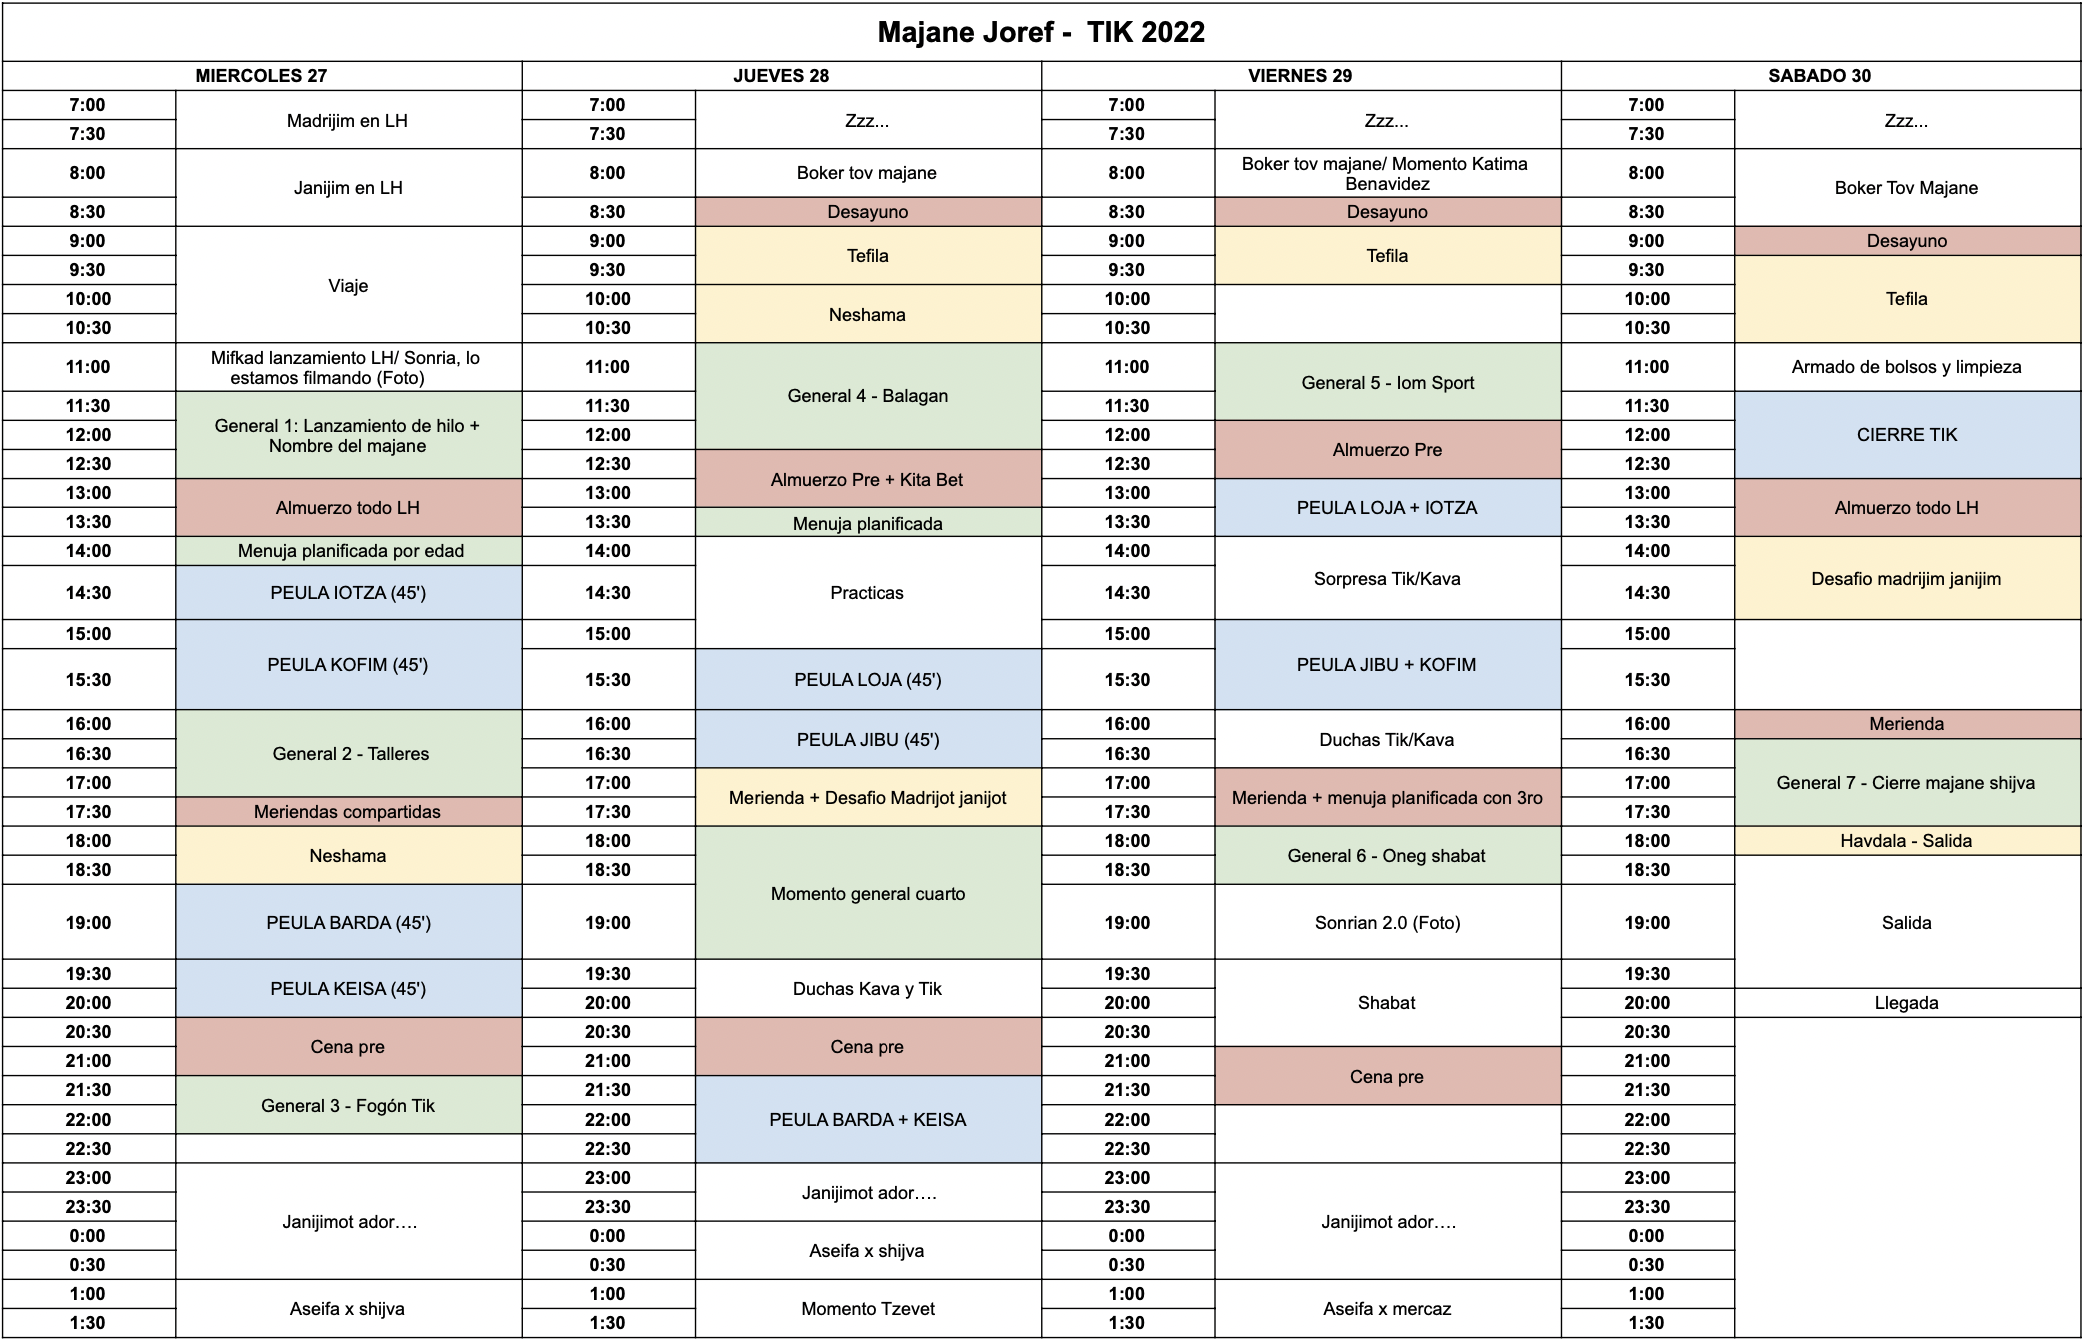 Majane Joref -  TIK 2022
MIERCOLES 27 JUEVES 28 VIERNES 29 SABADO 30
7:00 Madrijim en LH 7:00 Zzz... 7:00 Zzz... 7:00 Zzz...
7:30 7:30 7:30 7:30
8:00 Janijim en LH 8:00 Boker tov majane 8:00 Boker tov majane/ Momento Katima
Benavidez 8:00 Boker Tov Majane
8:30 8:30 Desayuno 8:30 Desayuno 8:30
9:00 Viaje 9:00 Tefila 9:00 Tefila 9:00 Desayuno
9:30 9:30 9:30 9:30 Tefila
10:00 10:00 Neshama 10:00 10:00
10:30 10:30 10:30 10:30
11:00 Mifkad lanzamiento LH/ Sonria, lo
estamos filmando (Foto) 11:00 General 4 - Balagan 11:00 General 5 - Iom Sport 11:00 Armado de bolsos y limpieza
11:30 General 1: Lanzamiento de hilo +
Nombre del majane 11:30 11:30 11:30 CIERRE TIK
12:00 12:00 12:00 Almuerzo Pre 12:00
12:30 12:30 Almuerzo Pre + Kita Bet 12:30 12:30
13:00 Almuerzo todo LH 13:00 13:00 PEULA LOJA + IOTZA 13:00 Almuerzo todo LH
13:30 13:30 Menuja planificada 13:30 13:30
14:00 Menuja planificada por edad 14:00 Practicas 14:00 Sorpresa Tik/Kava 14:00 Desafio madrijim janijim
14:30 PEULA IOTZA (45') 14:30 14:30 14:30
15:00 PEULA KOFIM (45') 15:00 15:00 PEULA JIBU + KOFIM 15:00
15:30 15:30 PEULA LOJA (45') 15:30 15:30
16:00 General 2 - Talleres 16:00 PEULA JIBU (45') 16:00 Duchas Tik/Kava 16:00 Merienda
16:30 16:30 16:30 16:30 General 7 - Cierre majane shijva
17:00 17:00 Merienda + Desafio Madrijot janijot 17:00 Merienda + menuja planificada con 3ro 17:00
17:30 Meriendas compartidas 17:30 17:30 17:30
18:00 Neshama 18:00 Momento general cuarto 18:00 General 6 - Oneg shabat 18:00 Havdala - Salida
18:30 18:30 18:30 18:30 Salida
19:00 PEULA BARDA (45') 19:00 19:00 Sonrian 2.0 (Foto) 19:00
19:30 PEULA KEISA (45') 19:30 Duchas Kava y Tik 19:30 Shabat 19:30
20:00 20:00 20:00 20:00 Llegada
20:30 Cena pre 20:30 Cena pre 20:30 20:30
21:00 21:00 21:00 Cena pre 21:00
21:30 General 3 - Fogón Tik 21:30 PEULA BARDA + KEISA 21:30 21:30
22:00 22:00 22:00 22:00
22:30 22:30 22:30 22:30
23:00 Janijimot ador…. 23:00 Janijimot ador…. 23:00 Janijimot ador…. 23:00
23:30 23:30 23:30 23:30
0:00 0:00 Aseifa x shijva 0:00 0:00
0:30 0:30 0:30 0:30
1:00 Aseifa x shijva 1:00 Momento Tzevet 1:00 Aseifa x mercaz 1:00
1:30 1:30 1:30 1:30